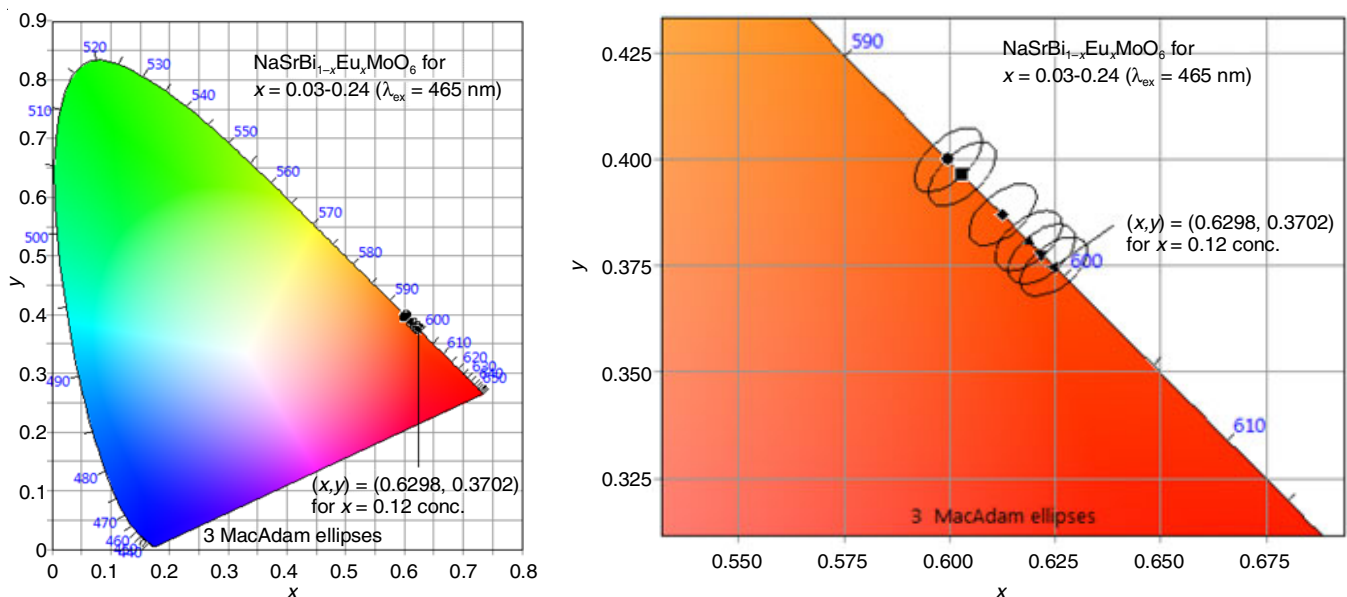 0.9
0.8
0.7
0.6
0.5
0.4
0.3
0.2
0.1
0
y
0 0.1 0.2 0.3 0.4 0.5 0.6 0.7 0.8
x
NaSrBi₁₋ₓEuₓMoO₆ for
x = 0.03-0.24 (λₑₓ = 465 nm)
520
530
540
550
560
570
580
590
600
610
620
630
640
650
510
500
490
480
470
460
440
(x,y) = (0.6298, 0.3702)
for x = 0.12 conc.
3 MacAdam ellipses
0.425
0.400
0.375
0.350
0.325
y
0.550 0.575 0.600 0.625 0.650 0.675
x
590
NaSrBi₁₋ₓEuₓMoO₆ for
x = 0.03-0.24 (λₑₓ = 465 nm)
(x,y) = (0.6298, 0.3702)
for x = 0.12 conc.
600
610
3 MacAdam ellipses